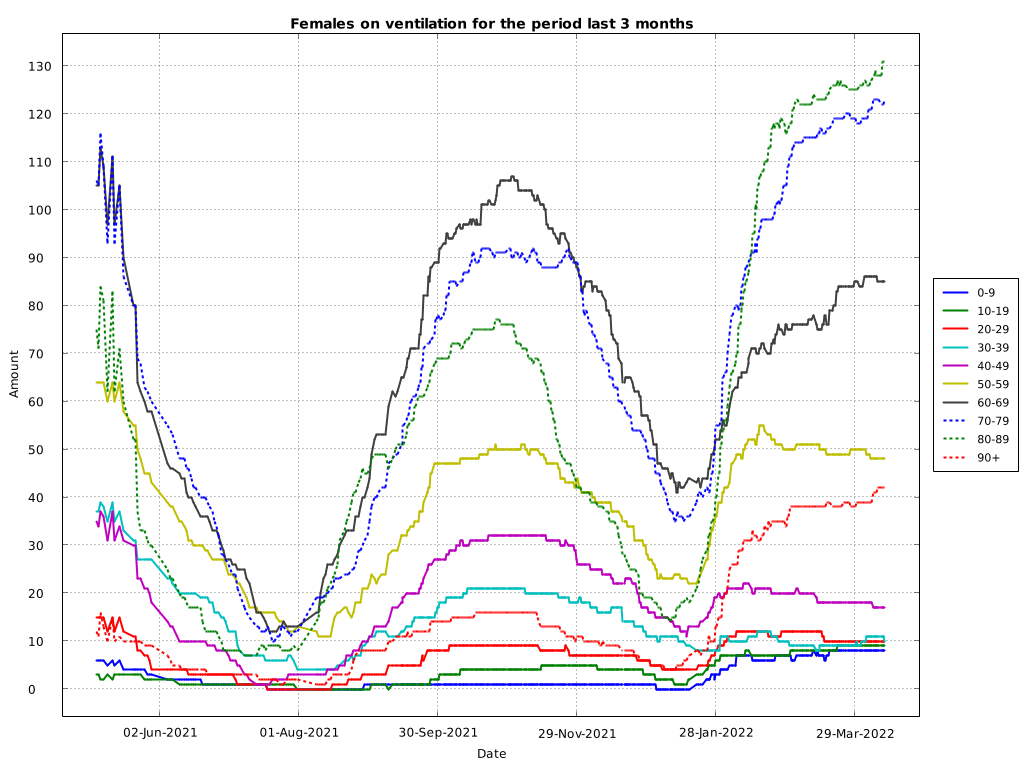 Females on ventilation for the period last 3 months
130
120
110
100
90
80
70
60
50
40
30
20
10
0
Amount
02-Jun-2021
01-Aug-2021
30-Sep-2021
29-Nov-2021
28-Jan-2022
29-Mar-2022
Date
0-9
10-19
20-29
30-39
40-49
50-59
60-69
70-79
80-89
90+